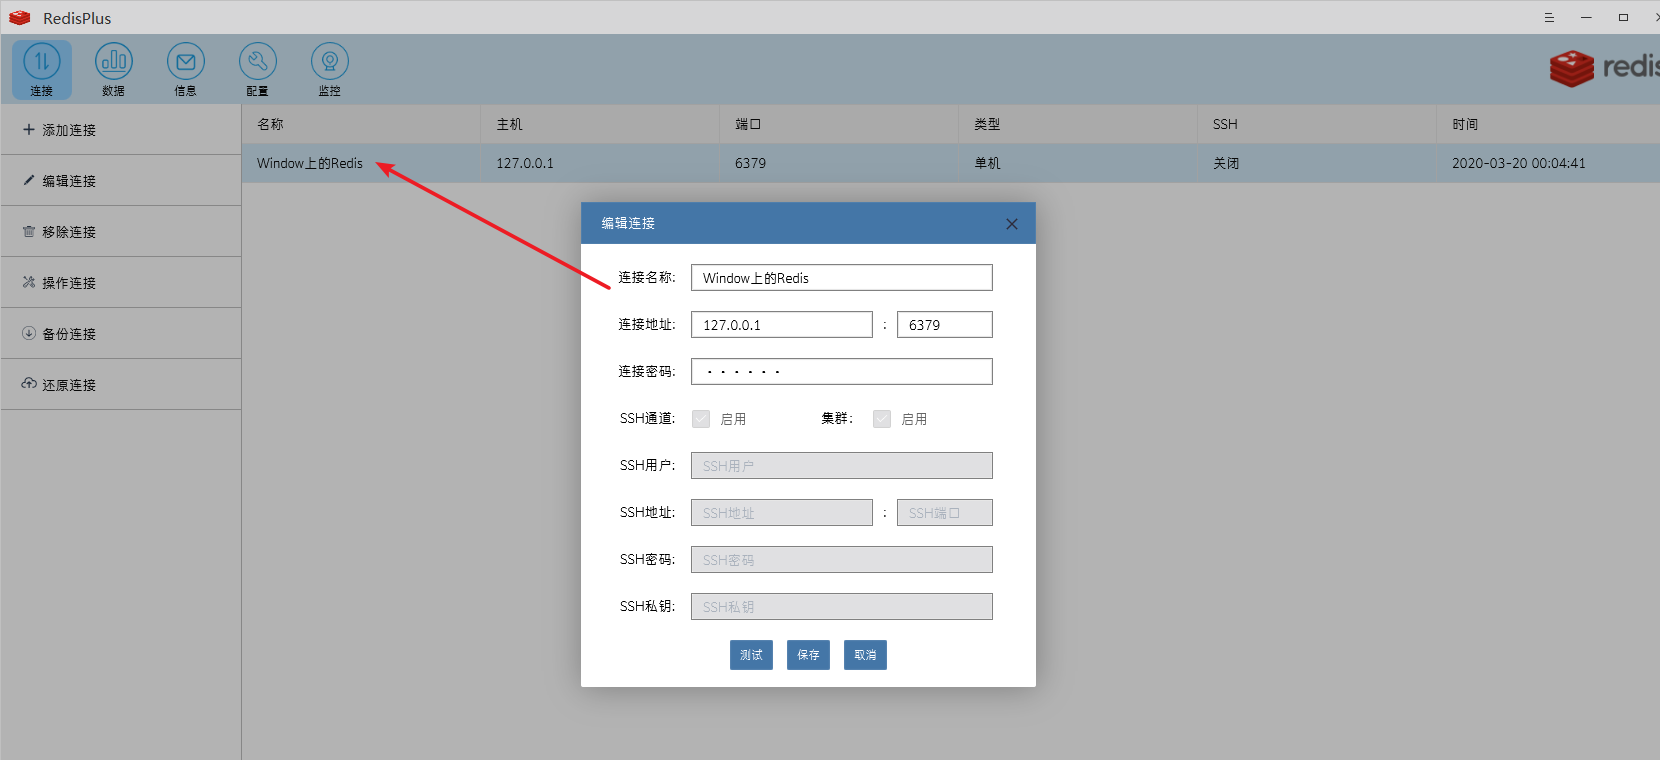 RedisPlus
连接 数据 信息 配置 监控
redis
添加连接
编辑连接
移除连接
操作连接
备份连接
还原连接
名称 主机 端口 类型 SSH 时间
Window上的Redis 127.0.0.1 6379 单机 关闭 2020-03-20 00:04:41
编辑连接
连接名称: Window上的Redis
连接地址: 127.0.0.1 : 6379
连接密码: ······
SSH通道: 启用 集群: 启用
SSH用户: SSH用户
SSH地址: SSH地址 : SSH端口
SSH密码: SSH密码
SSH私钥: SSH私钥
测试 保存 取消